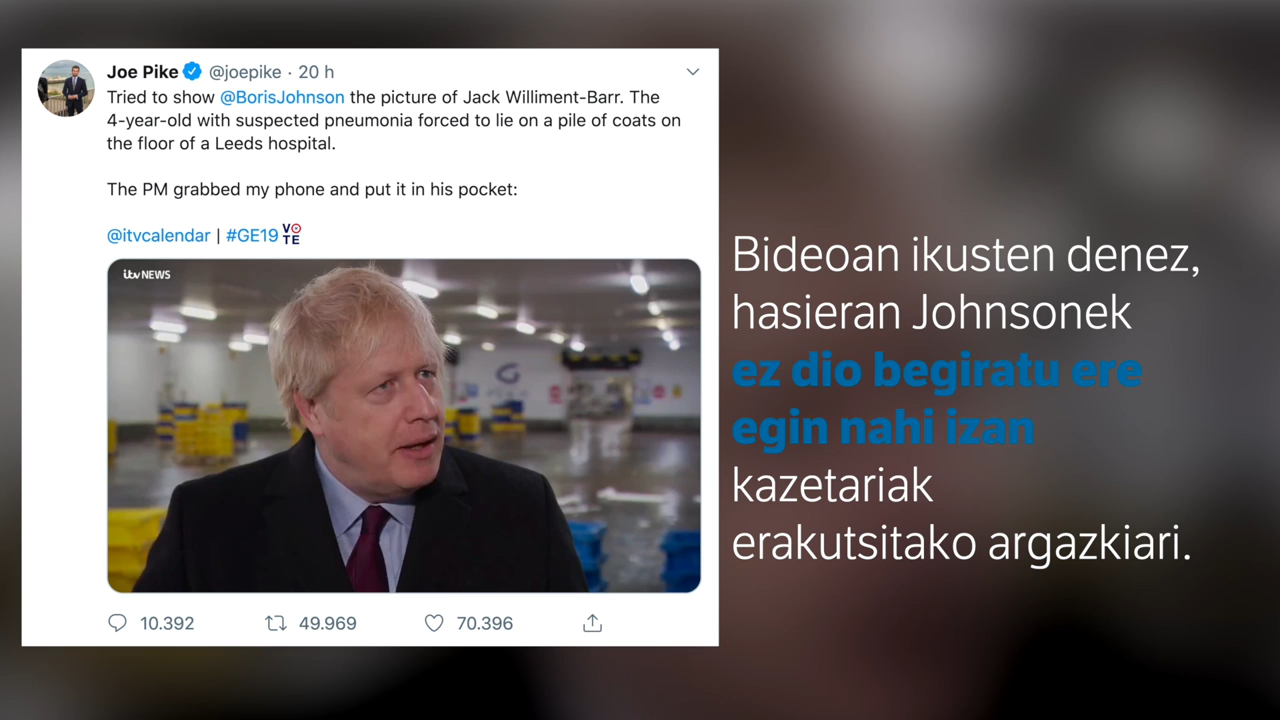 Joe Pike @joepike · 20 h
Tried to show @BorisJohnson the picture of Jack Williment-Barr. The
4-year-old with suspected pneumonia forced to lie on a pile of coats on
the floor of a Leeds hospital.
The PM grabbed my phone and put it in his pocket:
@itvcalendar | #GE19 VOTE
itv NEWS
10.392 49.969 70.396
Bideoan ikusten denez,
hasieran Johnsonek
ez dio begiratu ere
egin nahi izan
kazetariak
erakutsitako argazkiari.